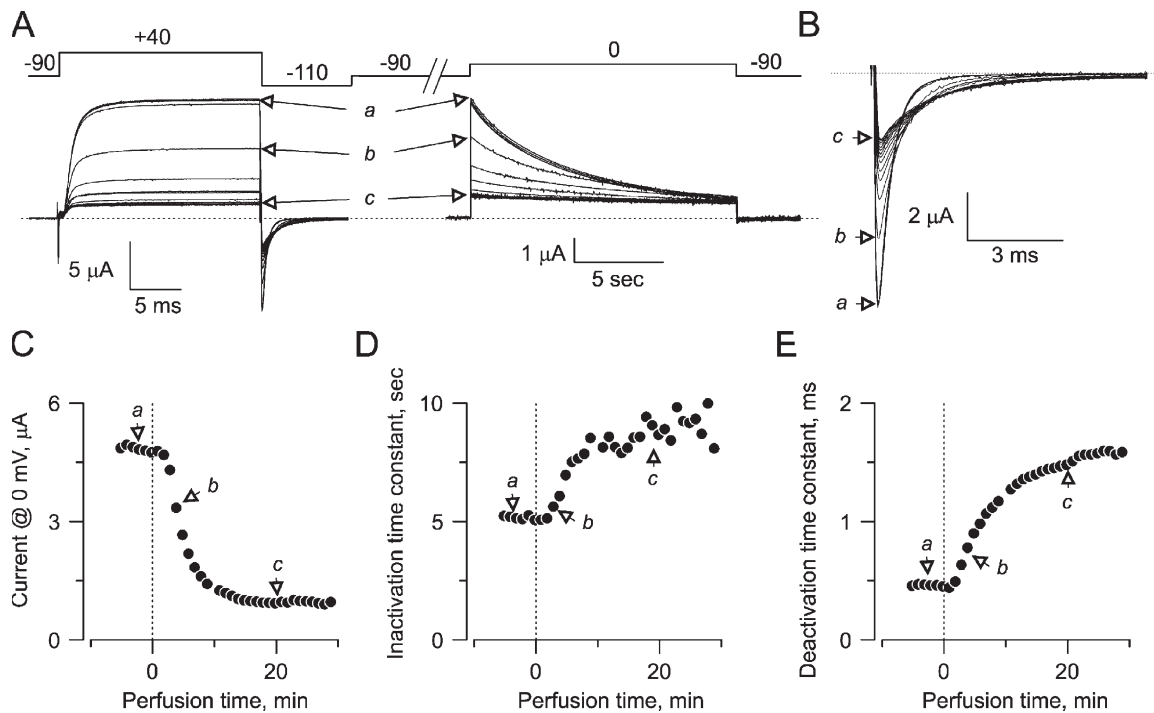 A
B
-90
+40
-110
-90
0
-90
a
b
c
5 μA
5 ms
1 μA
5 sec
c
b
a
2 μA
3 ms
C
D
E
Current @ 0 mV, μA
6
3
0
a
b
c
0
20
Perfusion time, min
Inactivation time constant, sec
10
5
0
a
b
c
0
20
Perfusion time, min
Deactivation time constant, ms
2
1
0
a
b
c
0
20
Perfusion time, min